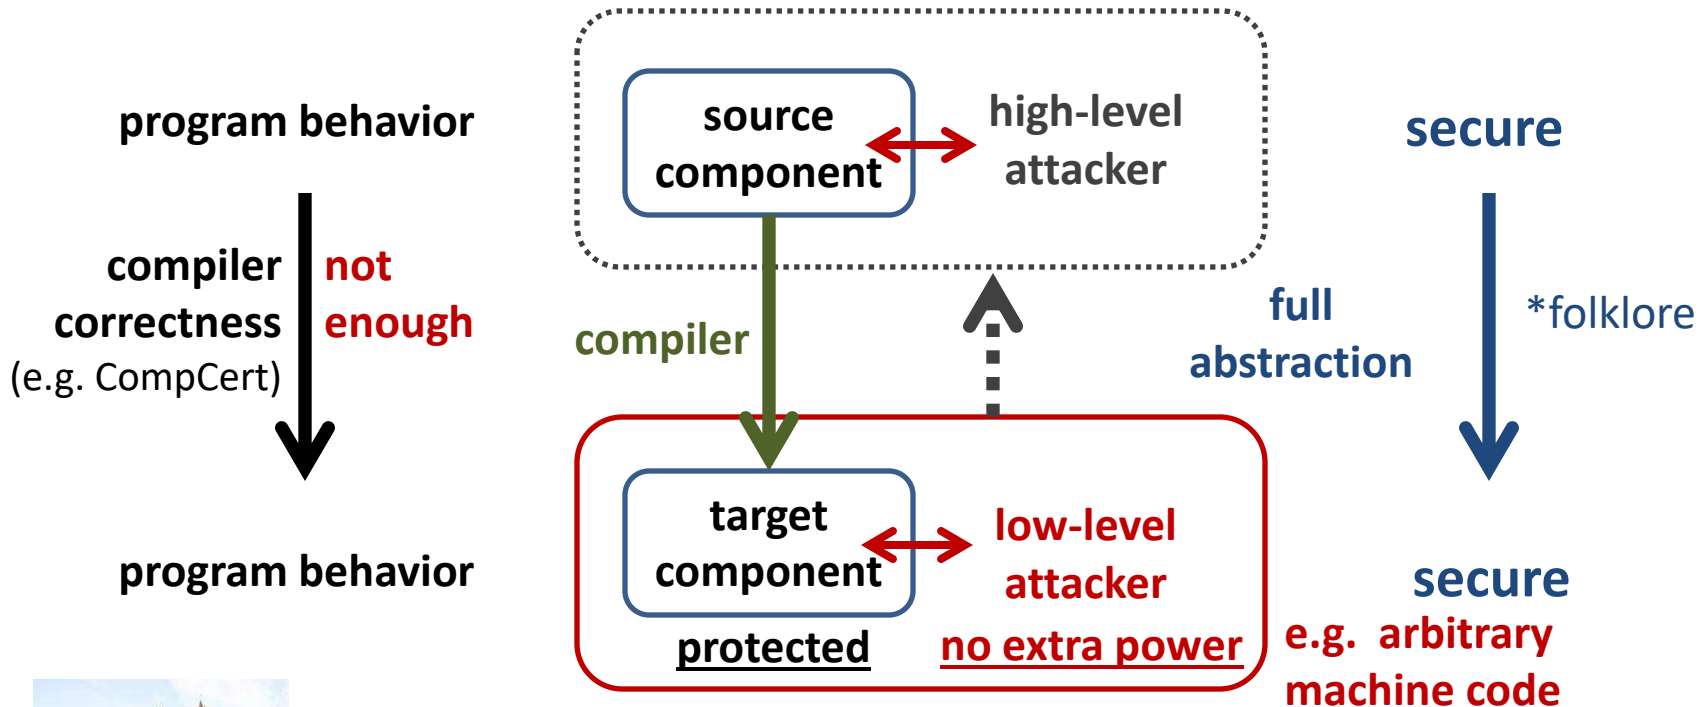 program behavior
compiler
correctness
(e.g. CompCert)
not
enough
program behavior
source
component
high-level
attacker
compiler
target
component
protected
low-level
attacker
no extra power
secure
full
abstraction
*folklore
secure
e.g. arbitrary
machine code